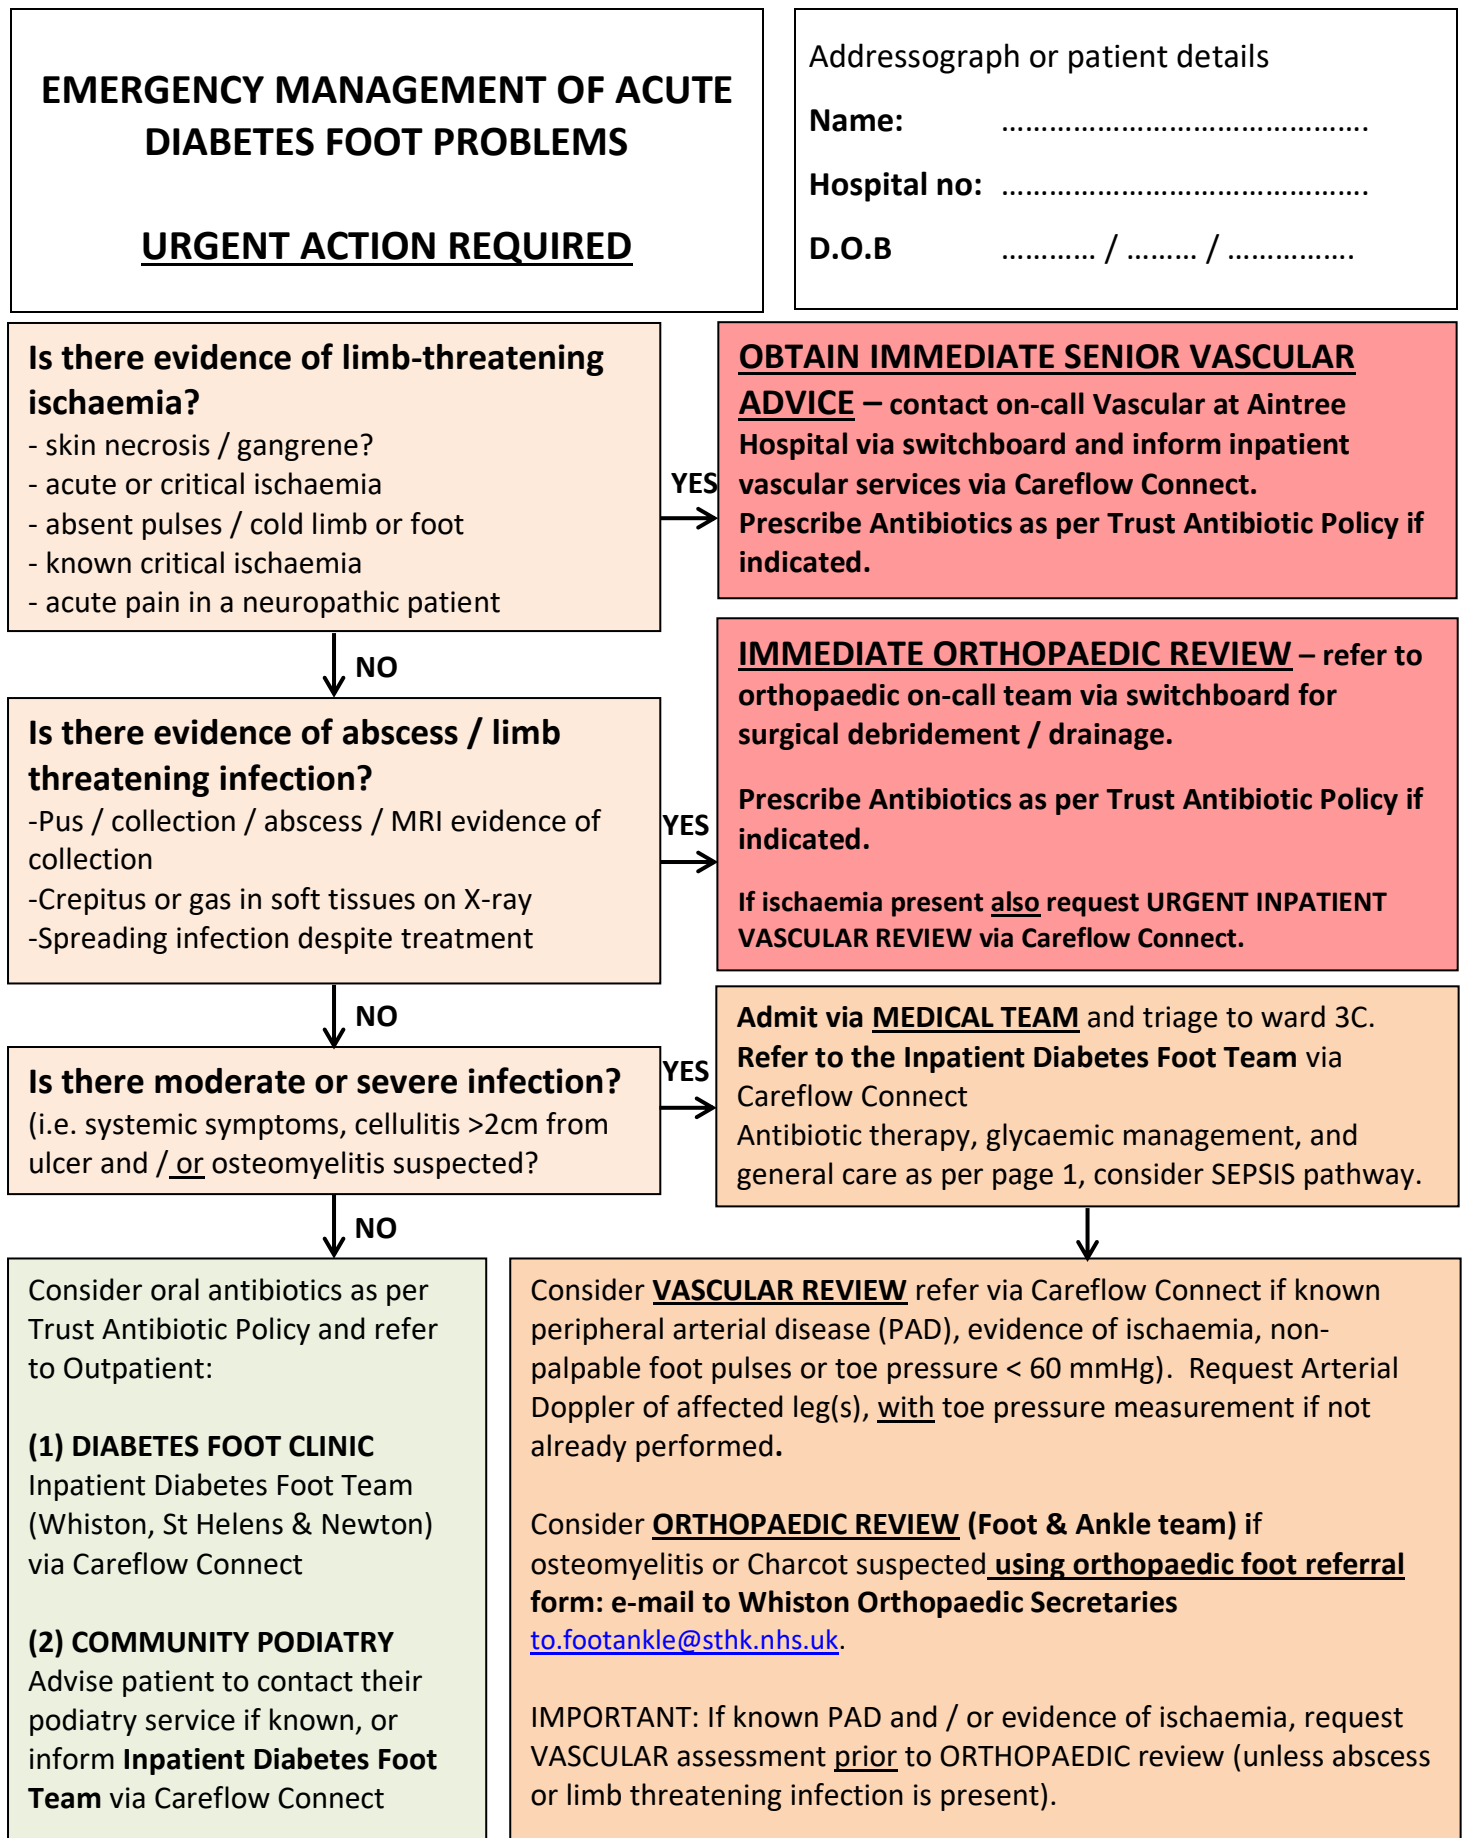 EMERGENCY MANAGEMENT OF ACUTE
DIABETES FOOT PROBLEMS
URGENT ACTION REQUIRED
Addressograph or patient details
Name: ……………………………………….
Hospital no: ……………………………………….
D.O.B ………… / ……… / …………….
Is there evidence of limb-threatening
ischaemia?
- skin necrosis / gangrene?
- acute or critical ischaemia
- absent pulses / cold limb or foot
- known critical ischaemia
- acute pain in a neuropathic patient
YES
OBTAIN IMMEDIATE SENIOR VASCULAR
ADVICE – contact on-call Vascular at Aintree
Hospital via switchboard and inform inpatient
vascular services via Careflow Connect.
Prescribe Antibiotics as per Trust Antibiotic Policy if
indicated.
NO
Is there evidence of abscess / limb
threatening infection?
-Pus / collection / abscess / MRI evidence of
collection
-Crepitus or gas in soft tissues on X-ray
-Spreading infection despite treatment
YES
IMMEDIATE ORTHOPAEDIC REVIEW – refer to
orthopaedic on-call team via switchboard for
surgical debridement / drainage.
Prescribe Antibiotics as per Trust Antibiotic Policy if
indicated.
If ischaemia present also request URGENT INPATIENT
VASCULAR REVIEW via Careflow Connect.
NO
Is there moderate or severe infection?
(i.e. systemic symptoms, cellulitis >2cm from
ulcer and / or osteomyelitis suspected?
YES
Admit via MEDICAL TEAM and triage to ward 3C.
Refer to the Inpatient Diabetes Foot Team via
Careflow Connect
Antibiotic therapy, glycaemic management, and
general care as per page 1, consider SEPSIS pathway.
NO
Consider oral antibiotics as per
Trust Antibiotic Policy and refer
to Outpatient:
(1) DIABETES FOOT CLINIC
Inpatient Diabetes Foot Team
(Whiston, St Helens & Newton)
via Careflow Connect
(2) COMMUNITY PODIATRY
Advise patient to contact their
podiatry service if known, or
inform Inpatient Diabetes Foot
Team via Careflow Connect
Consider VASCULAR REVIEW refer via Careflow Connect if known
peripheral arterial disease (PAD), evidence of ischaemia, non-
palpable foot pulses or toe pressure < 60 mmHg).  Request Arterial
Doppler of affected leg(s), with toe pressure measurement if not
already performed.
Consider ORTHOPAEDIC REVIEW (Foot & Ankle team) if
osteomyelitis or Charcot suspected using orthopaedic foot referral
form: e-mail to Whiston Orthopaedic Secretaries
to.footankle@sthk.nhs.uk.
IMPORTANT: If known PAD and / or evidence of ischaemia, request
VASCULAR assessment prior to ORTHOPAEDIC review (unless abscess
or limb threatening infection is present).